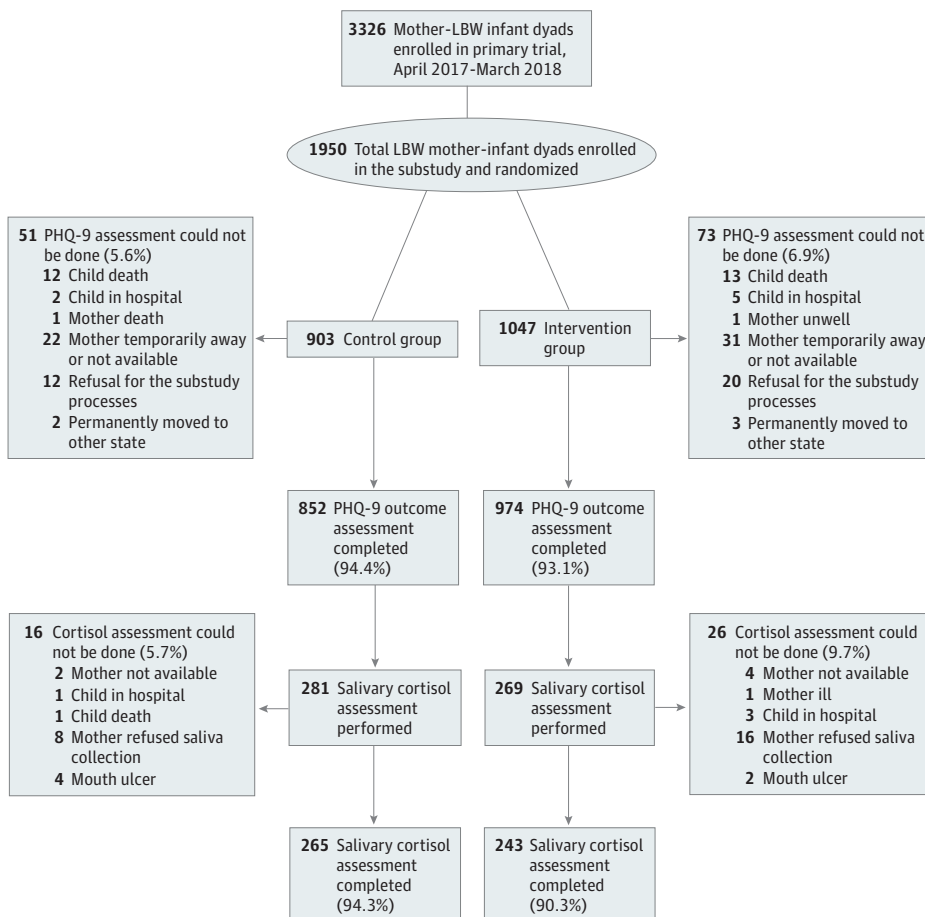 3326 Mother-LBW infant dyads
enrolled in primary trial,
April 2017-March 2018
1950 Total LBW mother-infant dyads enrolled
in the substudy and randomized
51 PHQ-9 assessment could not
be done (5.6%)
12 Child death
2 Child in hospital
1 Mother death
22 Mother temporarily away
or not available
12 Refusal for the substudy
processes
2 Permanently moved to
other state
903 Control group
1047 Intervention
group
73 PHQ-9 assessment could not
be done (6.9%)
13 Child death
5 Child in hospital
1 Mother unwell
31 Mother temporarily away
or not available
20 Refusal for the substudy
processes
3 Permanently moved to
other state
852 PHQ-9 outcome
assessment
completed
(94.4%)
974 PHQ-9 outcome
assessment
completed
(93.1%)
16 Cortisol assessment could
not be done (5.7%)
2 Mother not available
1 Child in hospital
1 Child death
8 Mother refused saliva
collection
4 Mouth ulcer
281 Salivary cortisol
assessment
performed
269 Salivary cortisol
assessment
performed
26 Cortisol assessment could
not be done (9.7%)
4 Mother not available
1 Mother ill
3 Child in hospital
16 Mother refused saliva
collection
2 Mouth ulcer
265 Salivary cortisol
assessment
completed
(94.3%)
243 Salivary cortisol
assessment
completed
(90.3%)